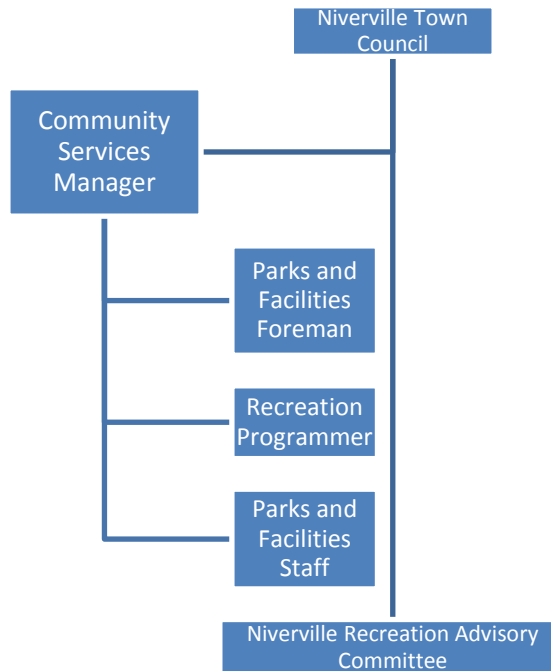 Niverville Town
Council
Community
Services
Manager
Parks and
Facilities
Foreman
Recreation
Programmer
Parks and
Facilities
Staff
Niverville Recreation Advisory
Committee